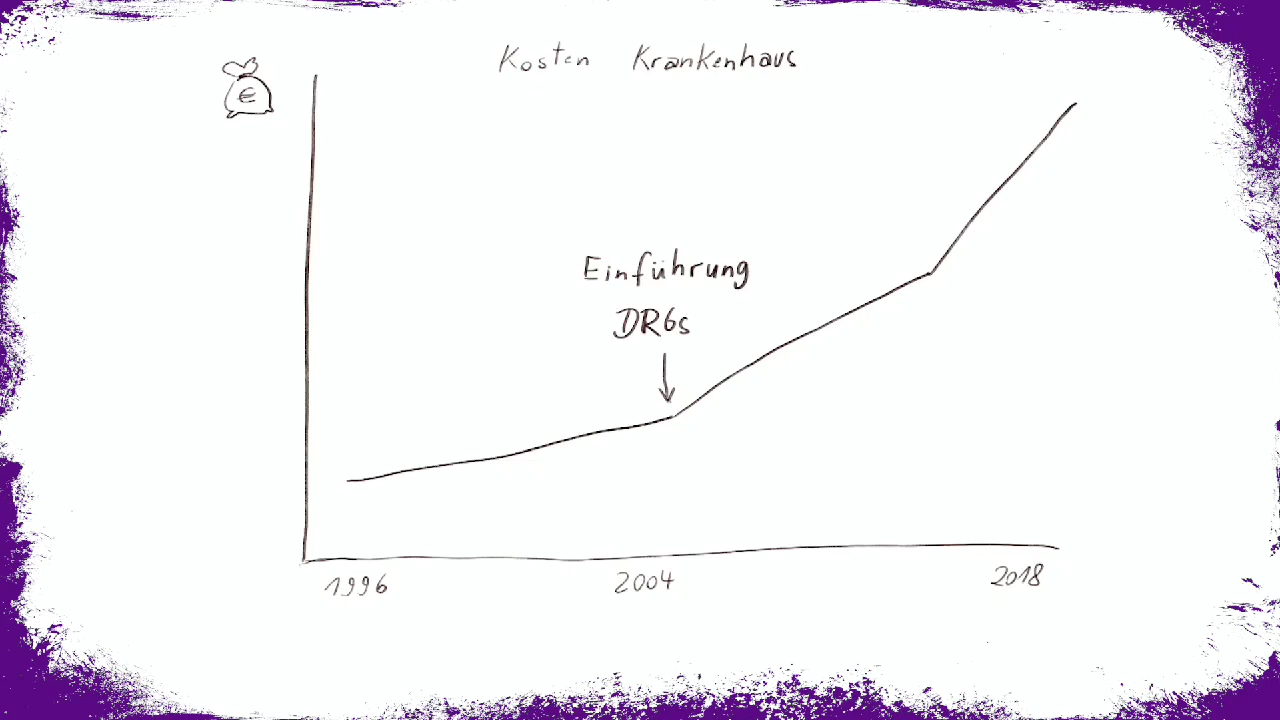 Kosten Krankenhaus
€
Einführung
DRGs
1996
2004
2018